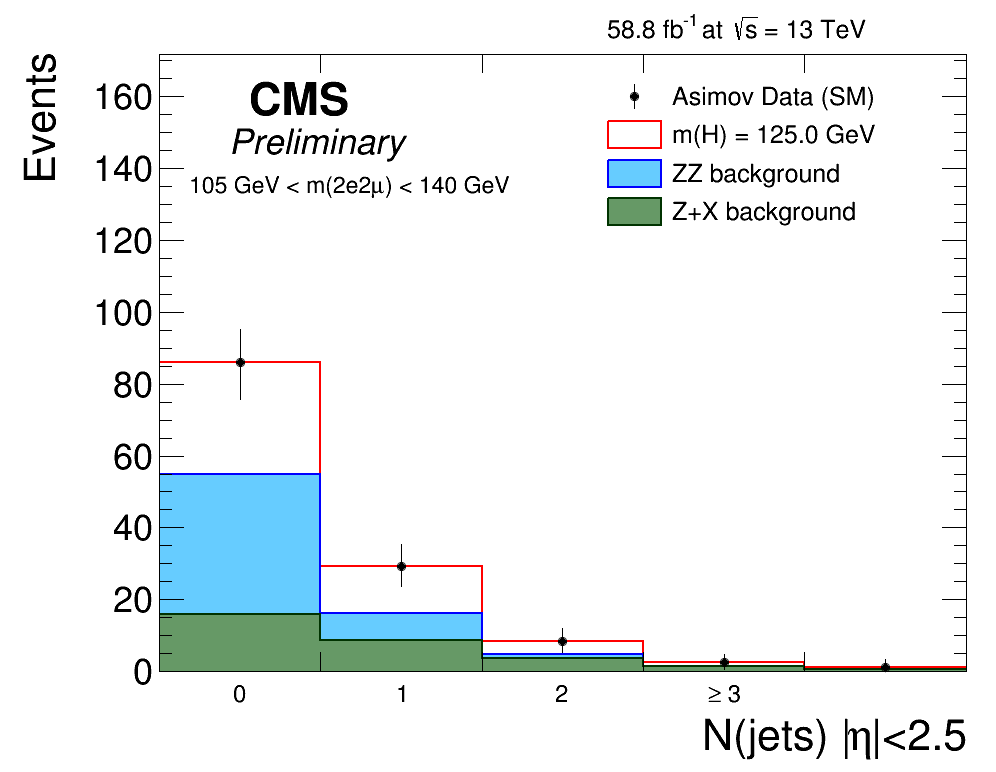 58.8 fb-1 at √s = 13 TeV
Events
CMS
Preliminary
105 GeV < m(2e2μ) < 140 GeV
Asimov Data (SM)
m(H) = 125.0 GeV
ZZ background
Z+X background
160
140
120
100
80
60
40
20
0
0 1 2 ≥ 3
N(jets) |η|<2.5